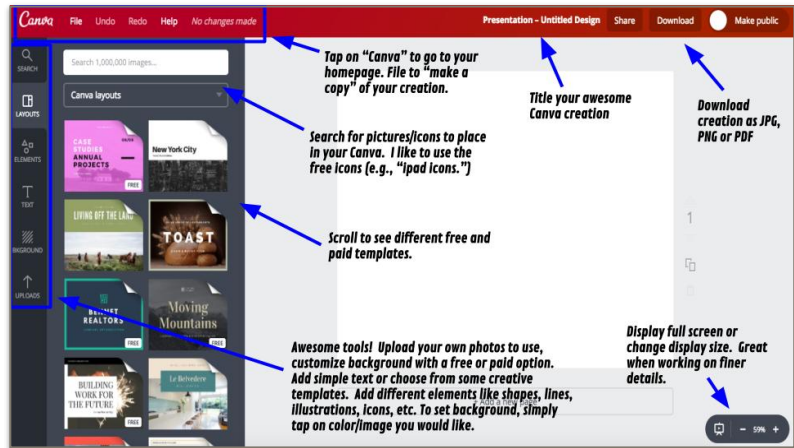 Canva File Undo Redo Help No changes made
Presentation – Untitled Design Share Download Make public
SEARCH
LAYOUTS
ELEMENTS
TEXT
BKGROUND
UPLOADS
Search 1,000,000 images...
Canva layouts
CASE
STUDIES
ANNUAL
PROJECTS
FREE
New York City
LIVING OFF THE LAND
TOAST
BENNET
REALTORS
FREE
Moving
Mountains
FREE
BUILDING
WORK FOR
THE FUTURE
FREE
Le Belvedere
Tap on “Canva” to go to your
homepage. File to “make a
copy” of your creation.
Title your awesome
Canva creation
Download
creation as JPG,
PNG or PDF
Search for pictures/icons to place
in your Canva. I like to use the
free icons (e.g., “ipad icons.”)
Scroll to see different free and
paid templates.
1
Awesome tools! Upload your own photos to use,
customize background with a free or paid option.
Add simple text or choose from some creative
templates. Add different elements like shapes, lines,
illustrations, icons, etc. To set background, simply
tap on color/image you would like.
+ Add a new page
Display full screen or
change display size. Great
when working on finer
details.
− 59% +